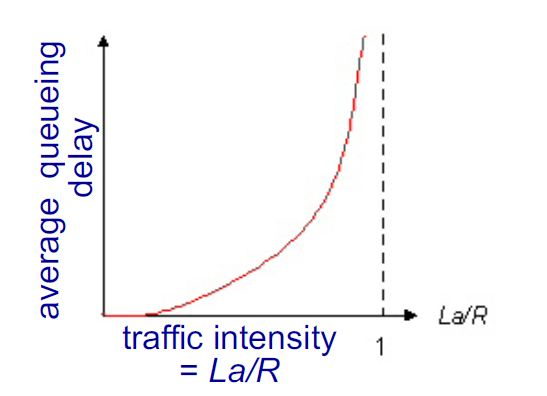 average queueing
delay
La/R
traffic intensity
= La/R
1